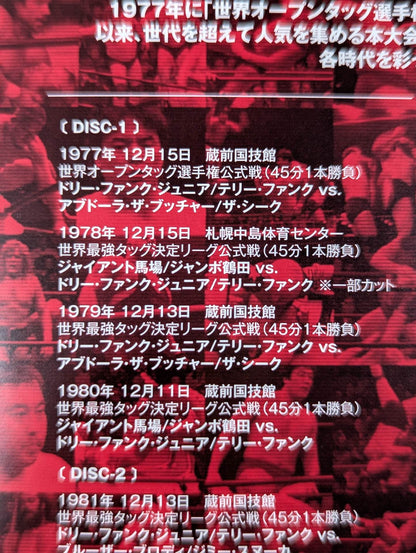 1977年に「世界オープンタッグ選手
以来、世代を超えて人気を集める本大会
各時代を彩
〔 DISC-1 〕
1977年 12月15日 蔵前国技館
世界オープンタッグ選手権公式戦（45分1本勝負）
ドリー・ファンク・ジュニア/テリー・ファンク vs.
アブドーラ・ザ・ブッチャー/ザ・シーク
1978年 12月15日 札幌中島体育センター
世界最強タッグ決定リーグ公式戦（45分1本勝負）
ジャイアント馬場/ジャンボ鶴田 vs.
ドリー・ファンク・ジュニア/テリー・ファンク ※一部カット
1979年 12月13日 蔵前国技館
世界最強タッグ決定リーグ公式戦（45分1本勝負）
ドリー・ファンク・ジュニア/テリー・ファンク vs.
アブドーラ・ザ・ブッチャー/ザ・シーク
1980年 12月11日 蔵前国技館
世界最強タッグ決定リーグ公式戦（45分1本勝負）
ジャイアント馬場/ジャンボ鶴田 vs.
ドリー・ファンク・ジュニア/テリー・ファンク
〔 DISC-2 〕
1981年 12月13日 蔵前国技館
世界最強タッグ決定リーグ公式戦（45分1本勝負）
ドリー・ファンク・ジュニア/テリー・ファンク vs.
ブルーザー・ブロディ/ジミー・スヌーカ